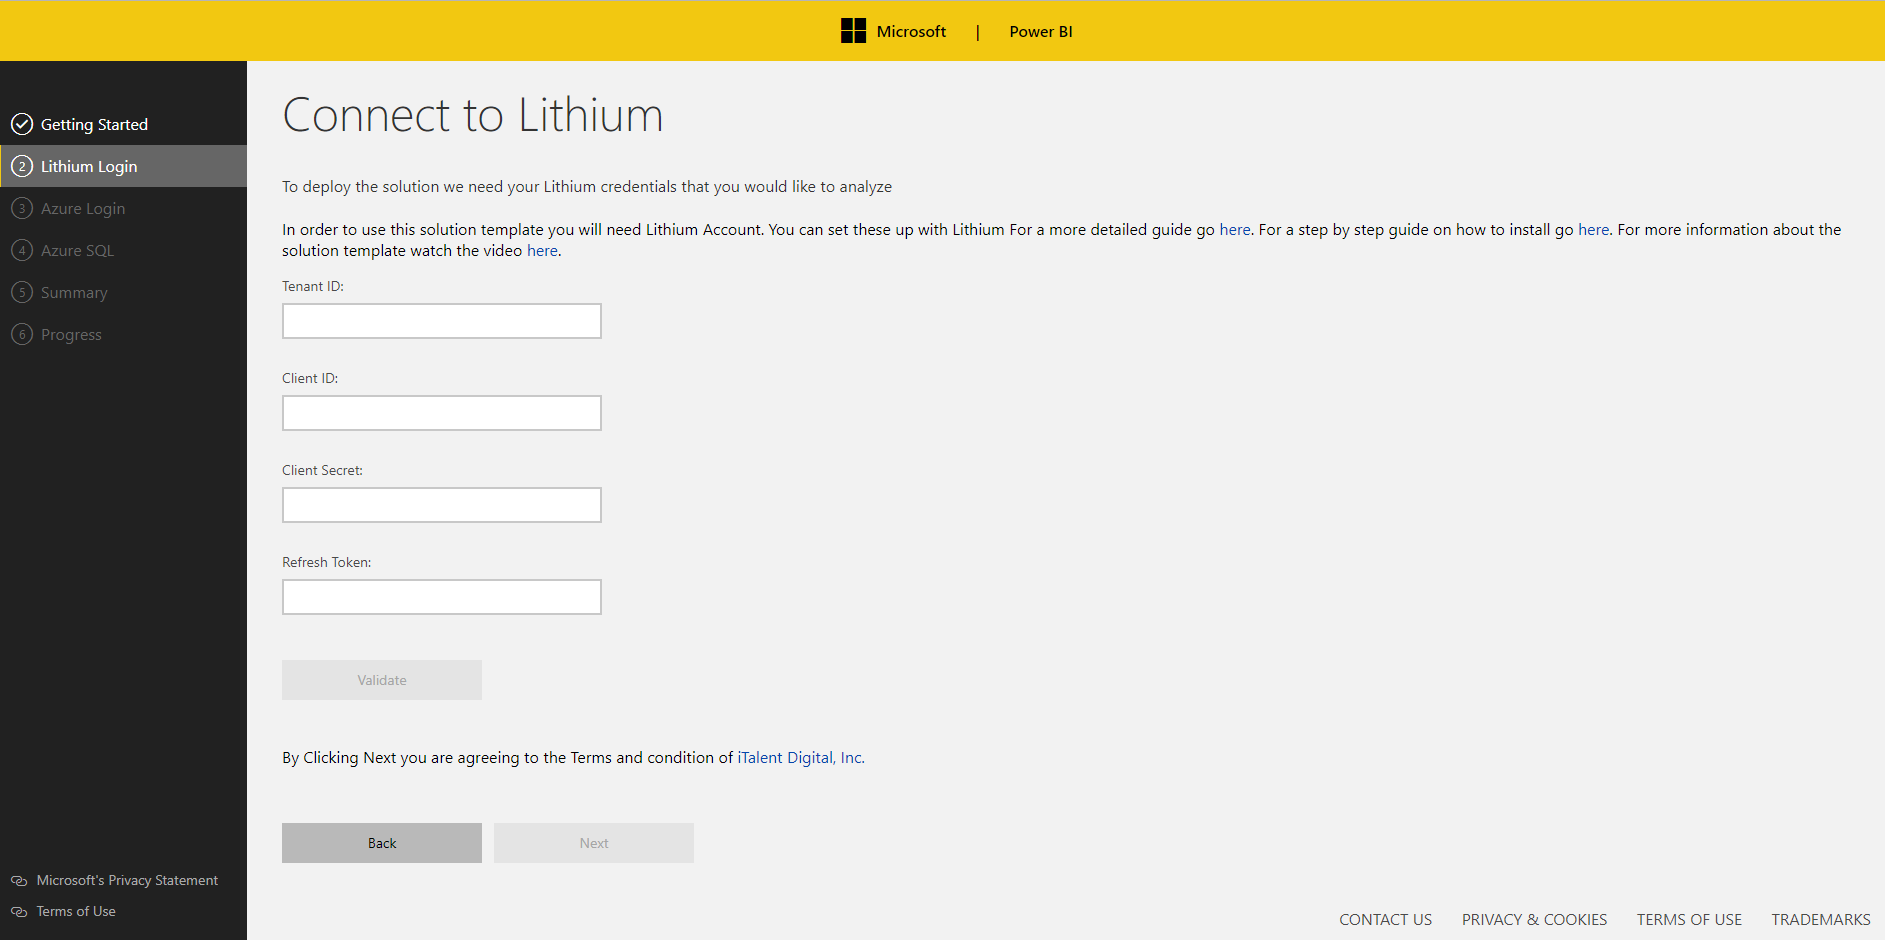 Microsoft | Power BI
Getting Started
2 Lithium Login
3 Azure Login
4 Azure SQL
5 Summary
6 Progress
Microsoft's Privacy Statement
Terms of Use
Connect to Lithium
To deploy the solution we need your Lithium credentials that you would like to analyze
In order to use this solution template you will need Lithium Account. You can set these up with Lithium For a more detailed guide go here. For a step by step guide on how to install go here. For more information about the
solution template watch the video here.
Tenant ID:
Client ID:
Client Secret:
Refresh Token:
Validate
By Clicking Next you are agreeing to the Terms and condition of iTalent Digital, Inc.
Back Next
CONTACT US PRIVACY & COOKIES TERMS OF USE TRADEMARKS